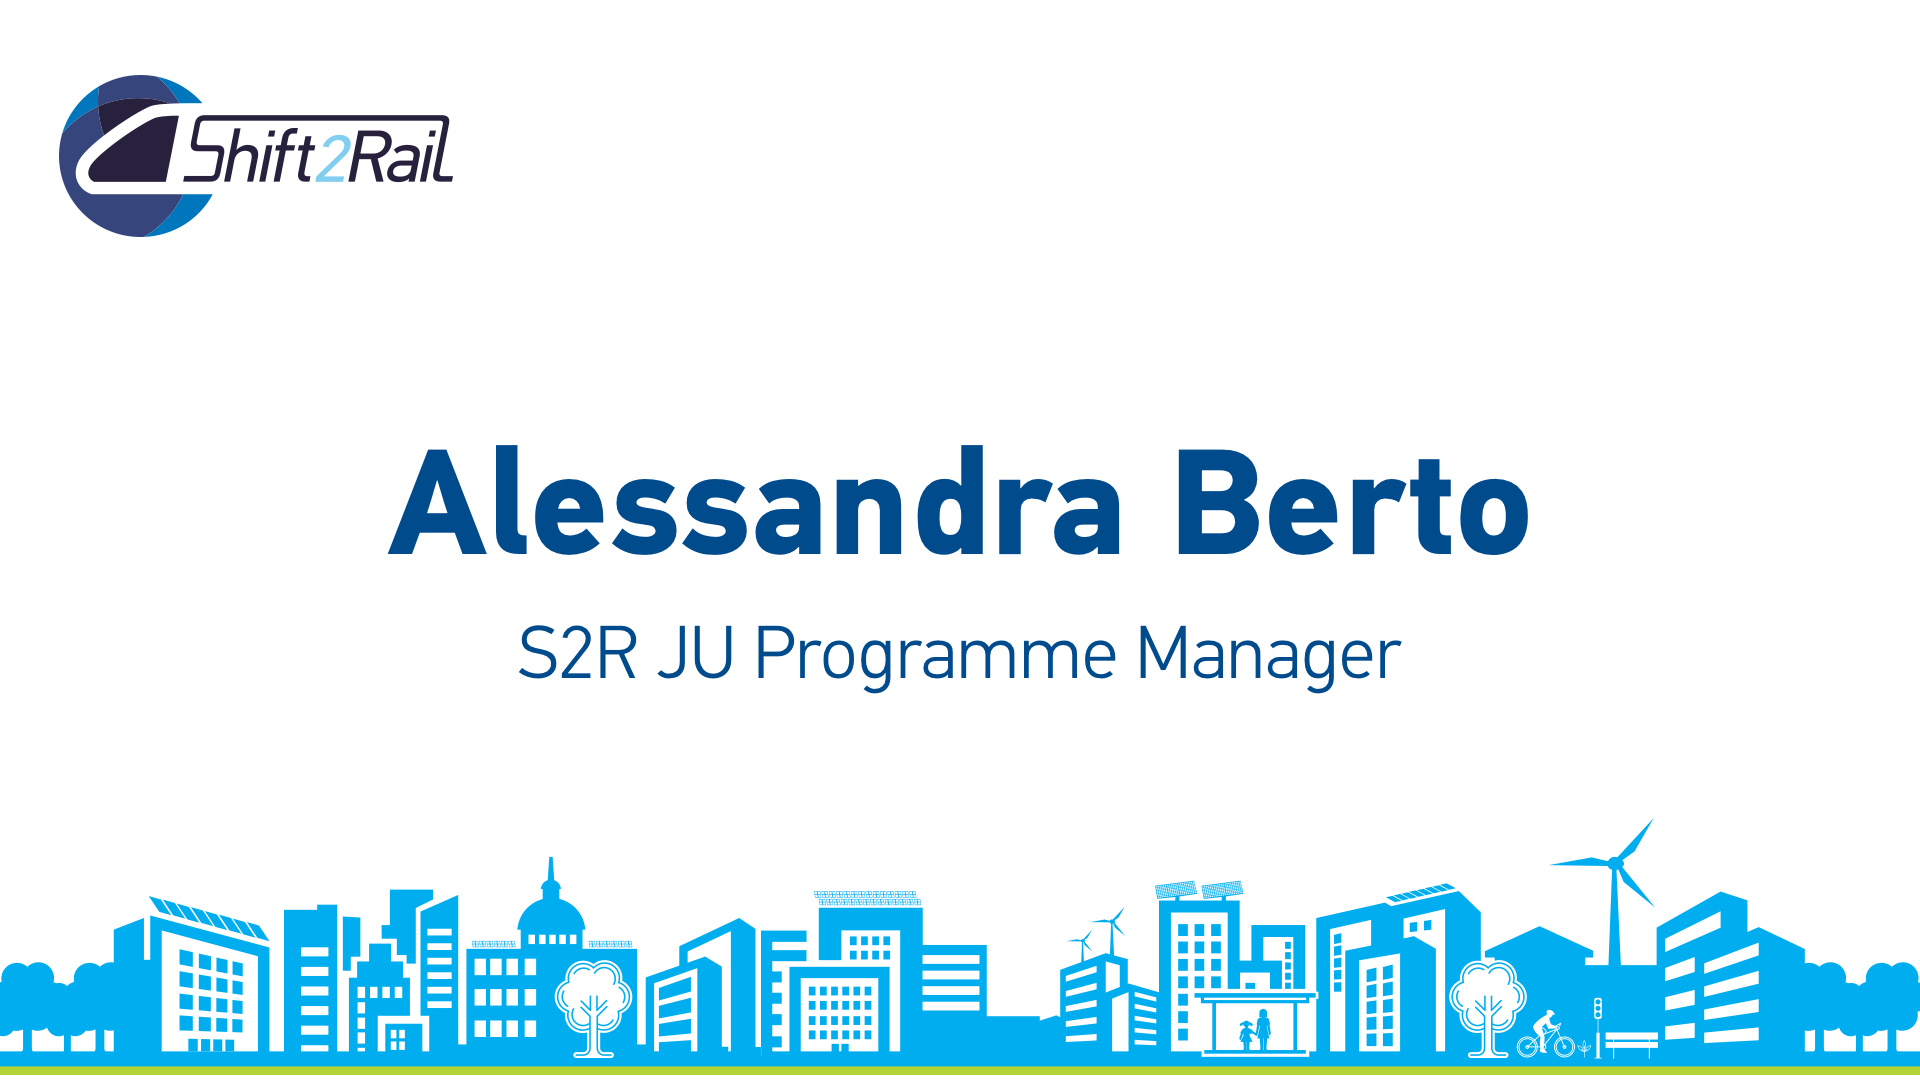 Shift2Rail
Alessandra Berto
S2R JU Programme Manager